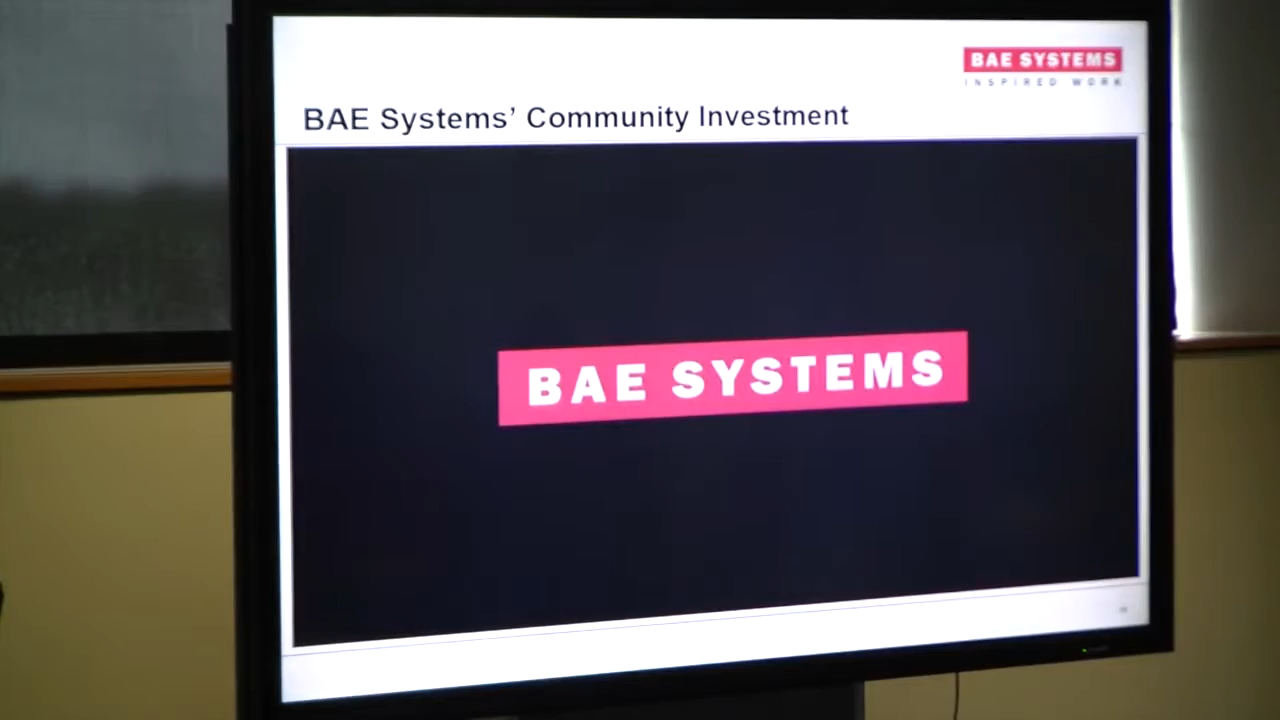 BAE SYSTEMS
INSPIRED WORK
BAE Systems' Community Investment
BAE SYSTEMS